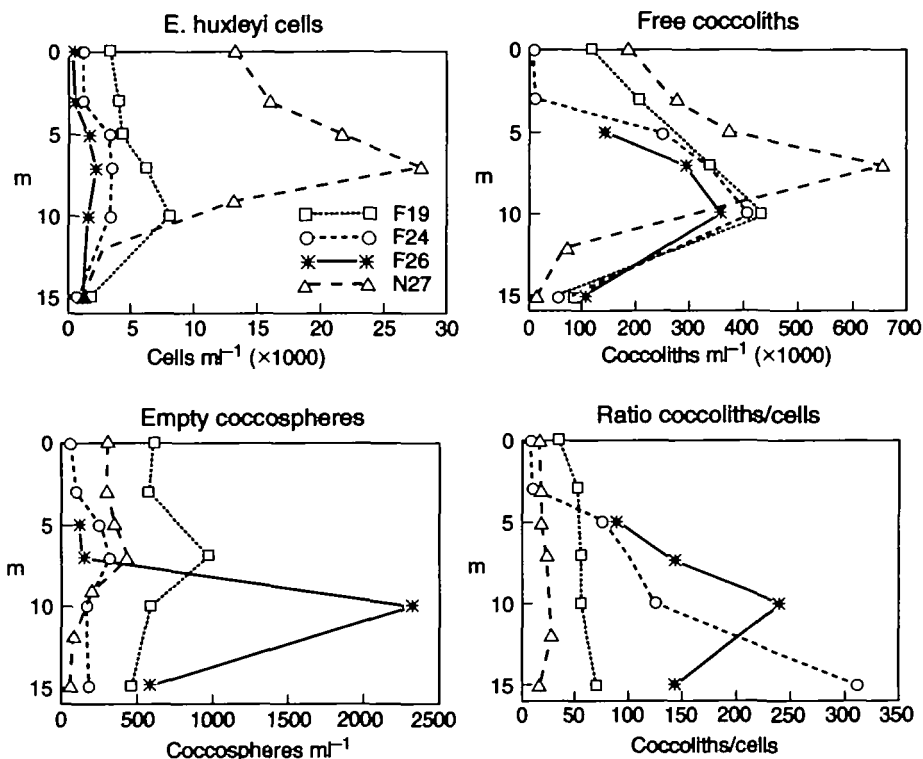 E. huxleyi cells
0
5
m
10
15
0 5 10 15 20 25 30
Cells ml⁻¹ (×1000)
F19
F24
F26
N27
Free coccoliths
0
5
m
10
15
0 100 200 300 400 500 600 700
Coccoliths ml⁻¹ (×1000)
Empty coccospheres
0
5
m
10
15
0 500 1000 1500 2000 2500
Coccospheres ml⁻¹
Ratio coccoliths/cells
0
5
m
10
15
0 50 100 150 200 250 300 350
Coccoliths/cells